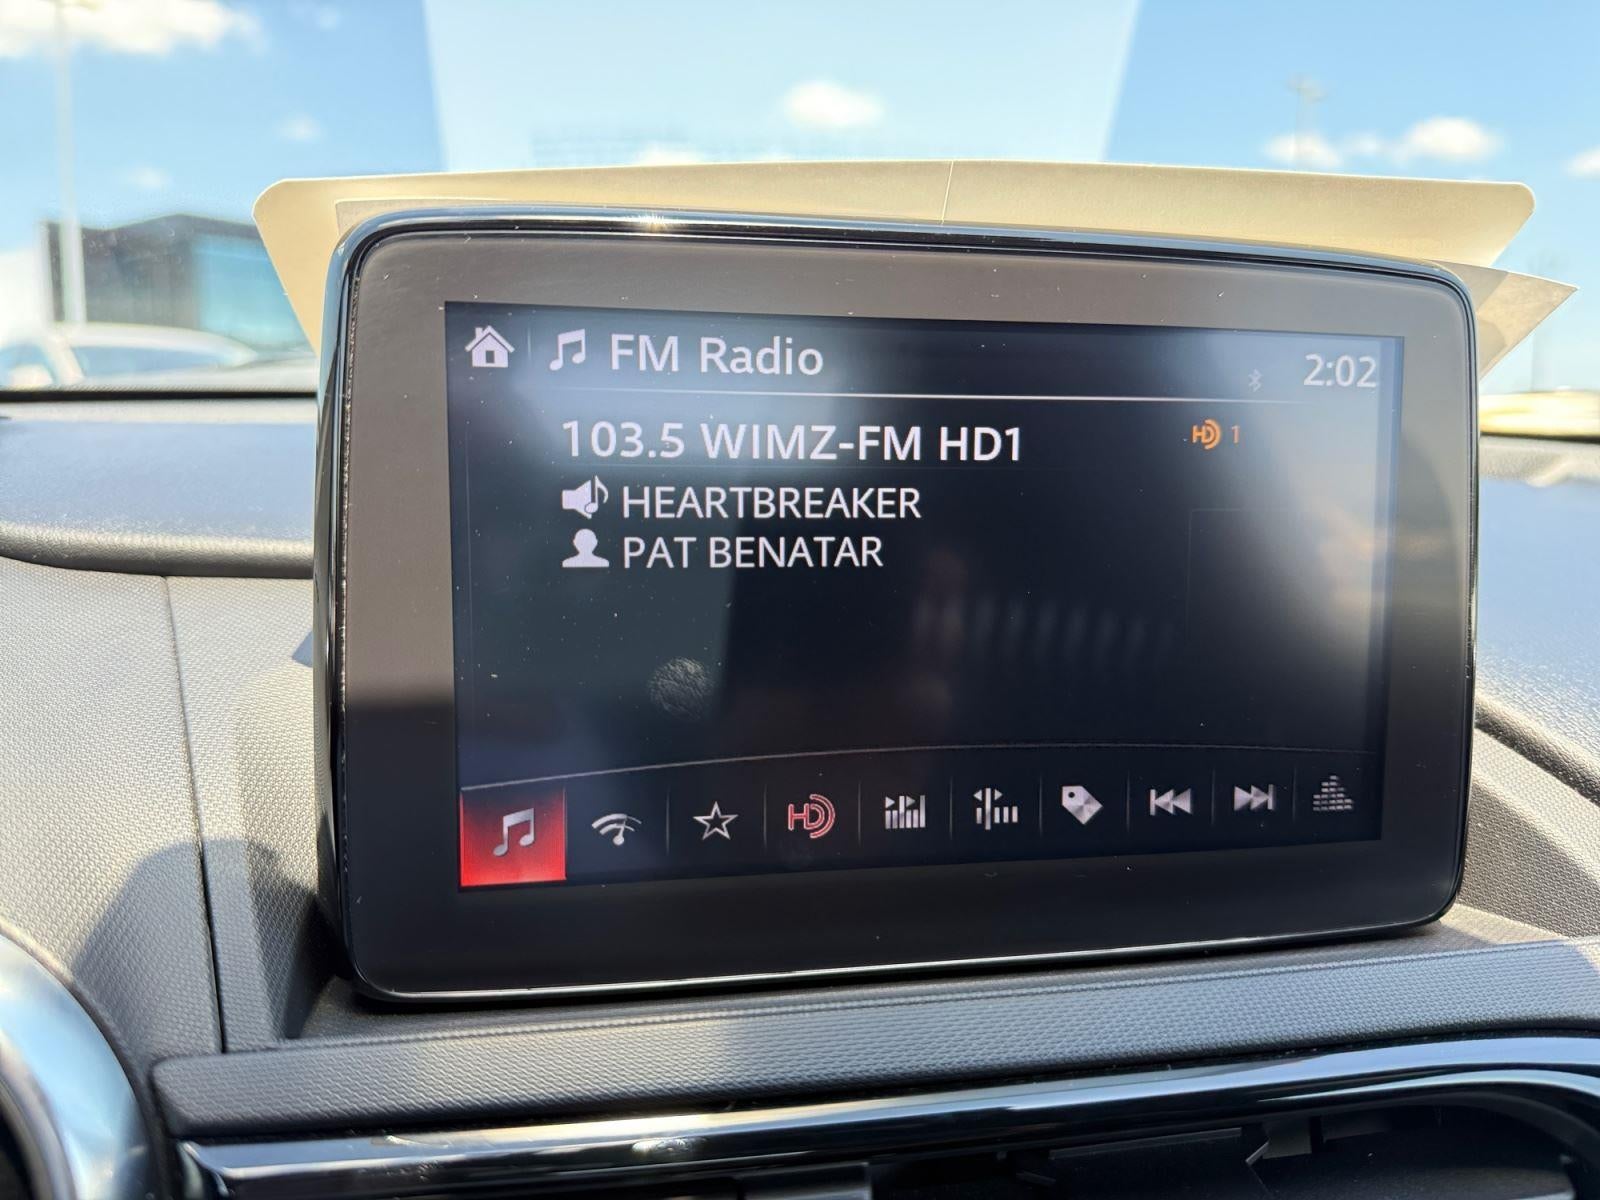 FM Radio
2:02
103.5 WIMZ-FM HD1
HD 1
HEARTBREAKER
PAT BENATAR
HD